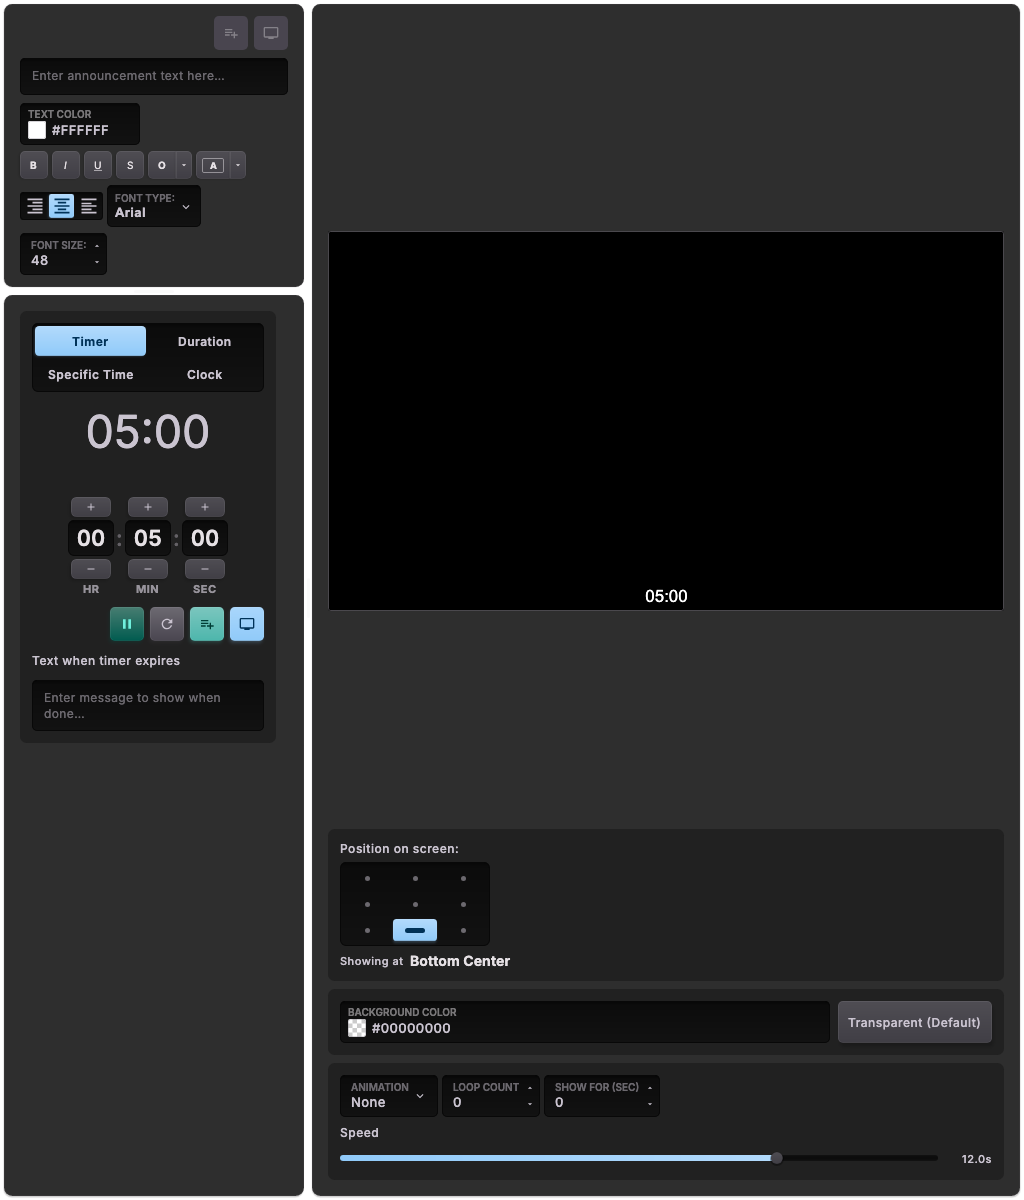 Enter announcement text here...
TEXT COLOR
#FFFFFF
B I U S O A
FONT TYPE:
Arial
FONT SIZE:
48
Timer Duration
Specific Time Clock
05:00
+ + +
00 : 05 : 00
− − −
HR MIN SEC
Text when timer expires
Enter message to show when
done...
05:00
Position on screen:
Showing at Bottom Center
BACKGROUND COLOR
#00000000
Transparent (Default)
ANIMATION
None
LOOP COUNT
0
SHOW FOR (SEC)
0
Speed
12.0s